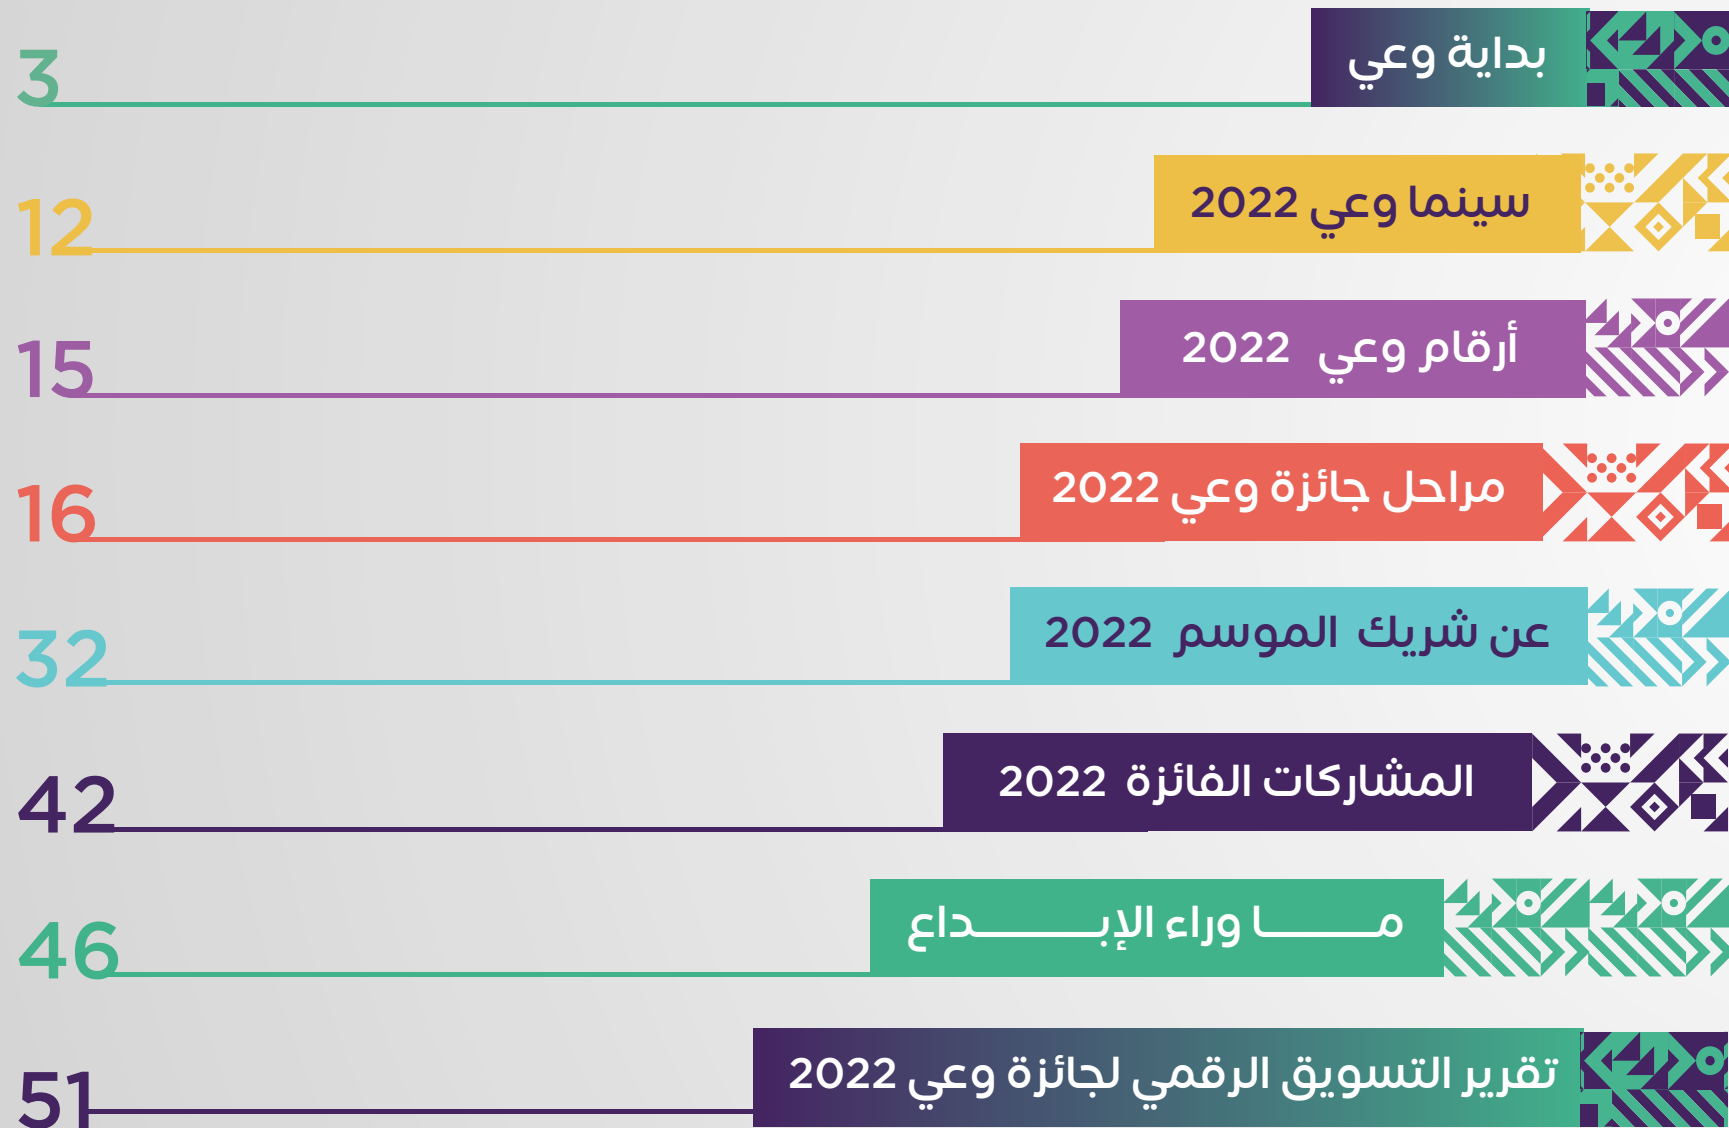 بداية وعي 3
سينما وعي 2022 12
أرقام وعي 2022 15
مراحل جائزة وعي 2022 16
عن شريك الموسم 2022 32
المشاركات الفائزة 2022 42
مـــــا وراء الإبـــــداع 46
تقرير التسويق الرقمي لجائزة وعي 2022 51